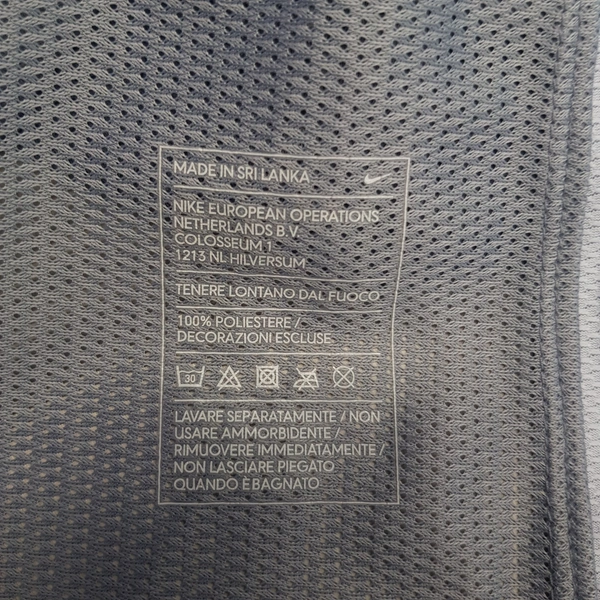 MADE IN SRI LANKA
NIKE EUROPEAN OPERATIONS
NETHERLANDS B.V.
COLOSSEUM 1
1213 NL HILVERSUM
TENERE LONTANO DAL FUOCO
100% POLIESTERE /
DECORAZIONI ESCLUSE
30
LAVARE SEPARATAMENTE / NON
USARE AMMORBIDENTE /
RIMUOVERE IMMEDIATAMENTE /
NON LASCIARE PIEGATO
QUANDO È BAGNATO